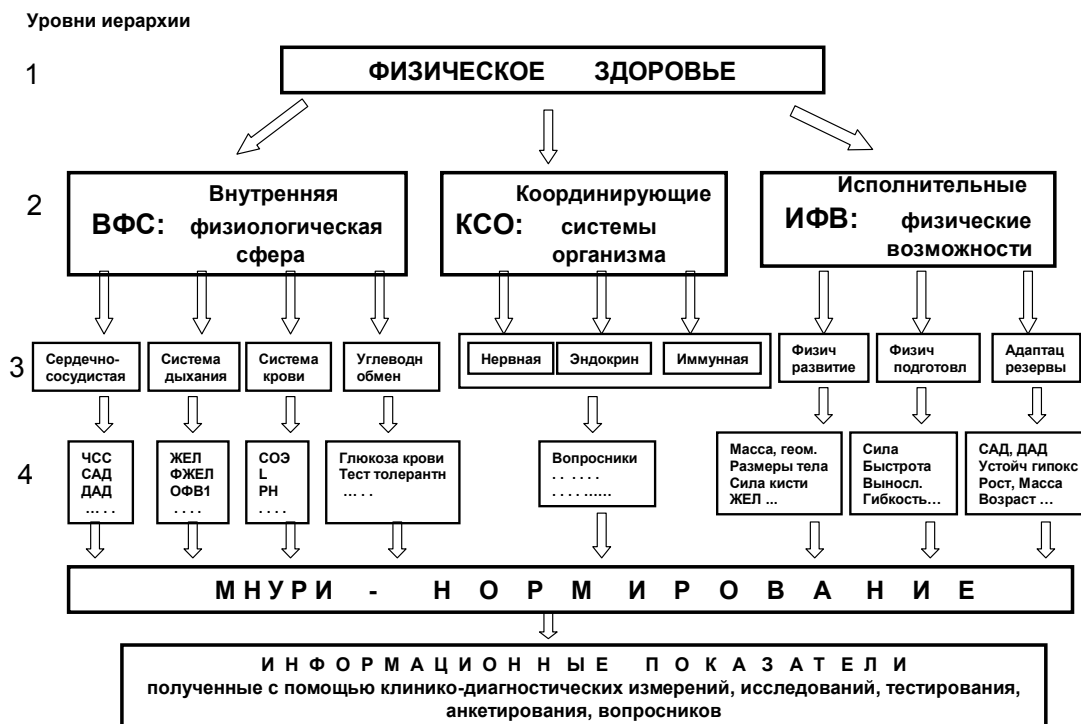 Уровни иерархии
1
ФИЗИЧЕСКОЕ ЗДОРОВЬЕ
2
Внутренняя
ВФС: физиологическая
сфера
Координирующие
КСО: системы
организма
Исполнительные
ИФВ: физические
возможности
3
Сердечно-
сосудистая
Система
дыхания
Система
крови
Углеводн
обмен
Нервная
Эндокрин
Иммунная
Физич
развитие
Физич
подготовл
Адаптац
резервы
4
ЧСС
САД
ДАД
... . .
ЖЕЛ
ФЖЕЛ
ОФВ1
. . . .
СОЭ
L
PH
. . . .
Глюкоза крови
Тест толерантн
... . .
Вопросники
. . . . . .
. . . . ......
Масса, геом.
Размеры тела
Сила кисти
ЖЕЛ ...
Сила
Быстрота
Выносл.
Гибкость...
САД, ДАД
Устойч гипокс
Рост, Масса
Возраст ...
МНУРИ - НОРМИРОВАНИЕ
ИНФОРМАЦИОННЫЕ ПОКАЗАТЕЛИ
полученные с помощью клинико-диагностических измерений, исследований, тестирования,
анкетирования, вопросников